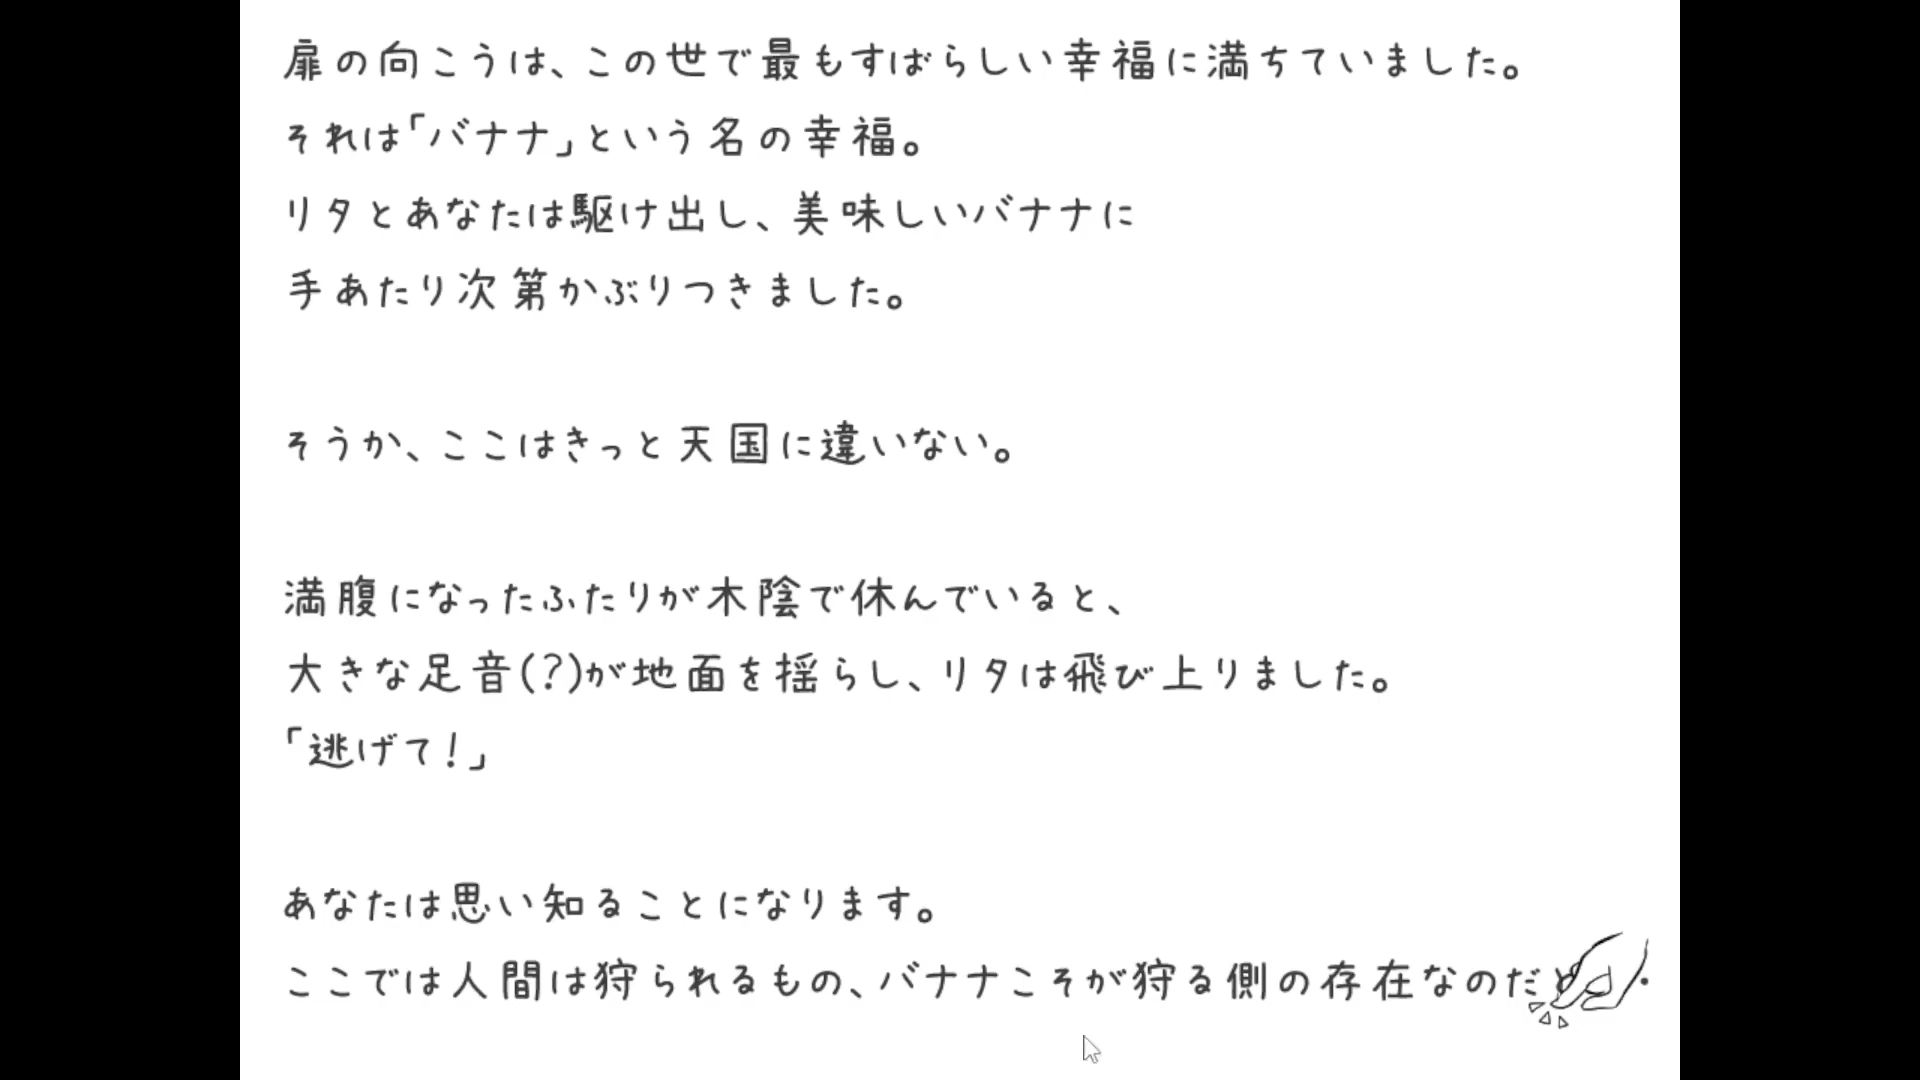 扉の向こうは、この世で最もすばらしい幸福に満ちていました。
それは「バナナ」という名の幸福。
リタとあなたは駆け出し、美味しいバナナに
手あたり次第かぶりつきました。
そうか、ここはきっと天国に違いない。
満腹になったふたりが木陰で休んでいると、
大きな足音(?)が地面を揺らし、リタは飛び上りました。
「逃げて!」
あなたは思い知ることになります。
ここでは人間は狩られるもの、バナナこそが狩る側の存在なのだと